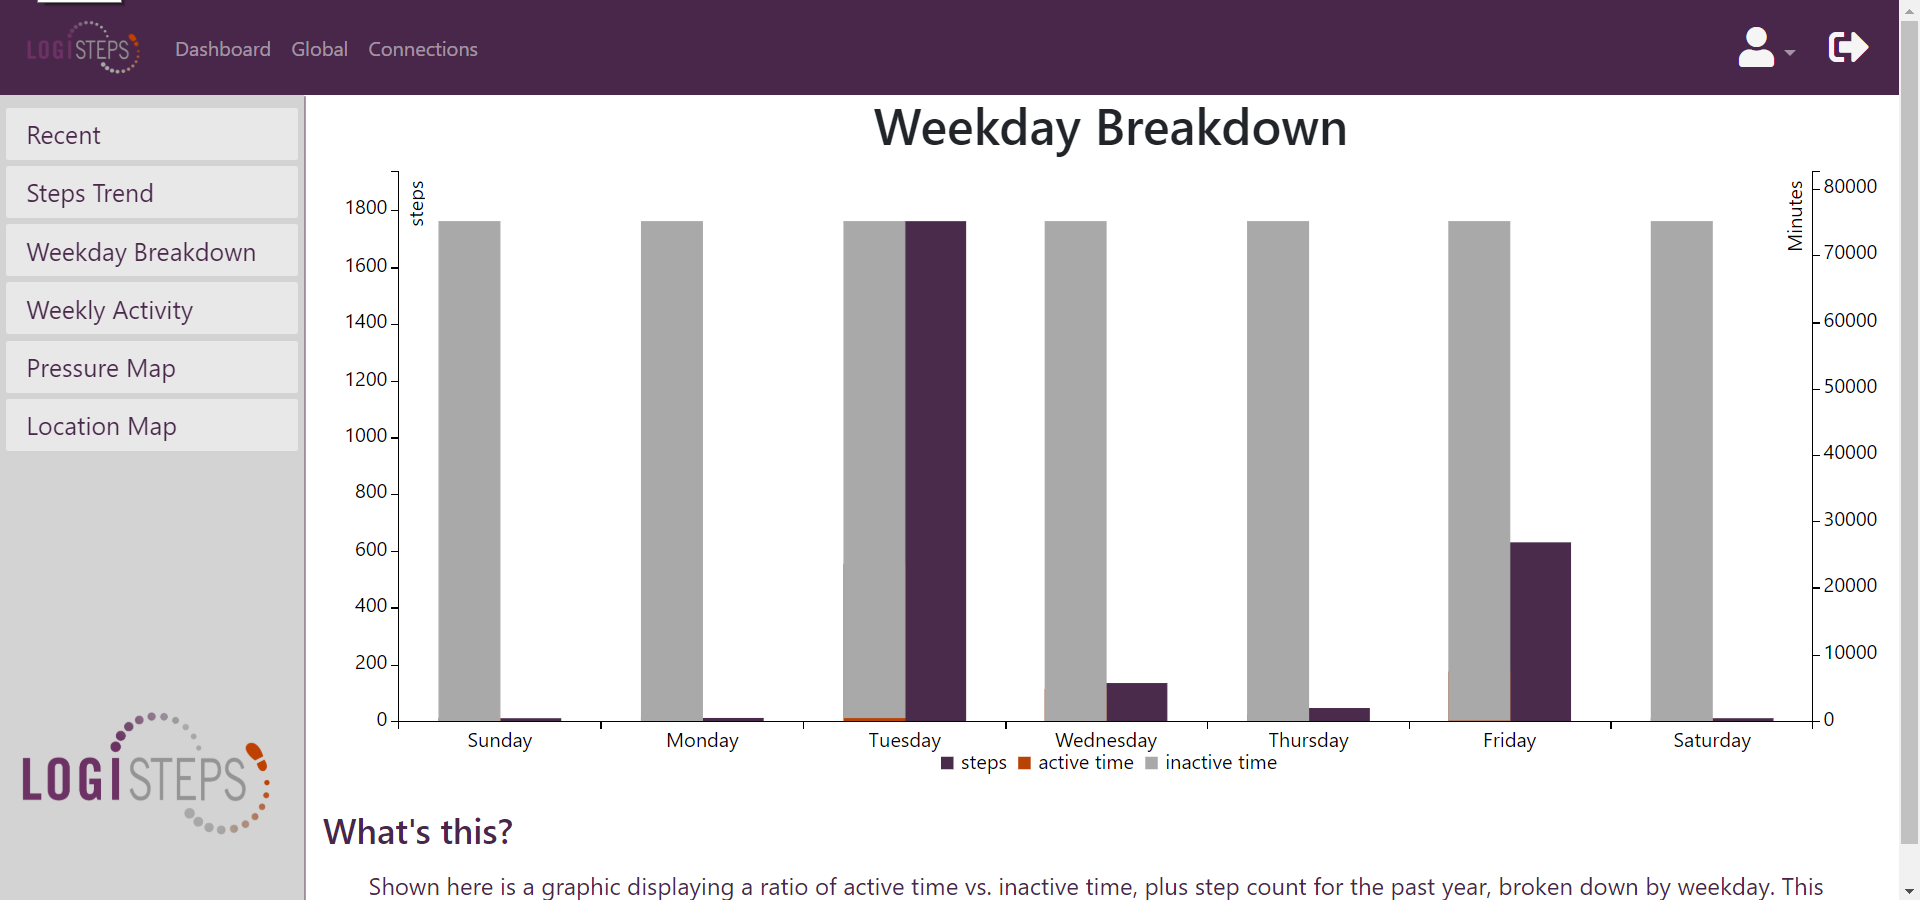 LOGISTEPS
Dashboard Global Connections
Recent
Steps Trend
Weekday Breakdown
Weekly Activity
Pressure Map
Location Map
LOGISTEPS
Weekday Breakdown
steps
1800
1600
1400
1200
1000
800
600
400
200
0
Minutes
80000
70000
60000
50000
40000
30000
20000
10000
0
Sunday Monday Tuesday Wednesday Thursday Friday Saturday
steps active time inactive time
What's this?
Shown here is a graphic displaying a ratio of active time vs. inactive time, plus step count for the past year, broken down by weekday. This